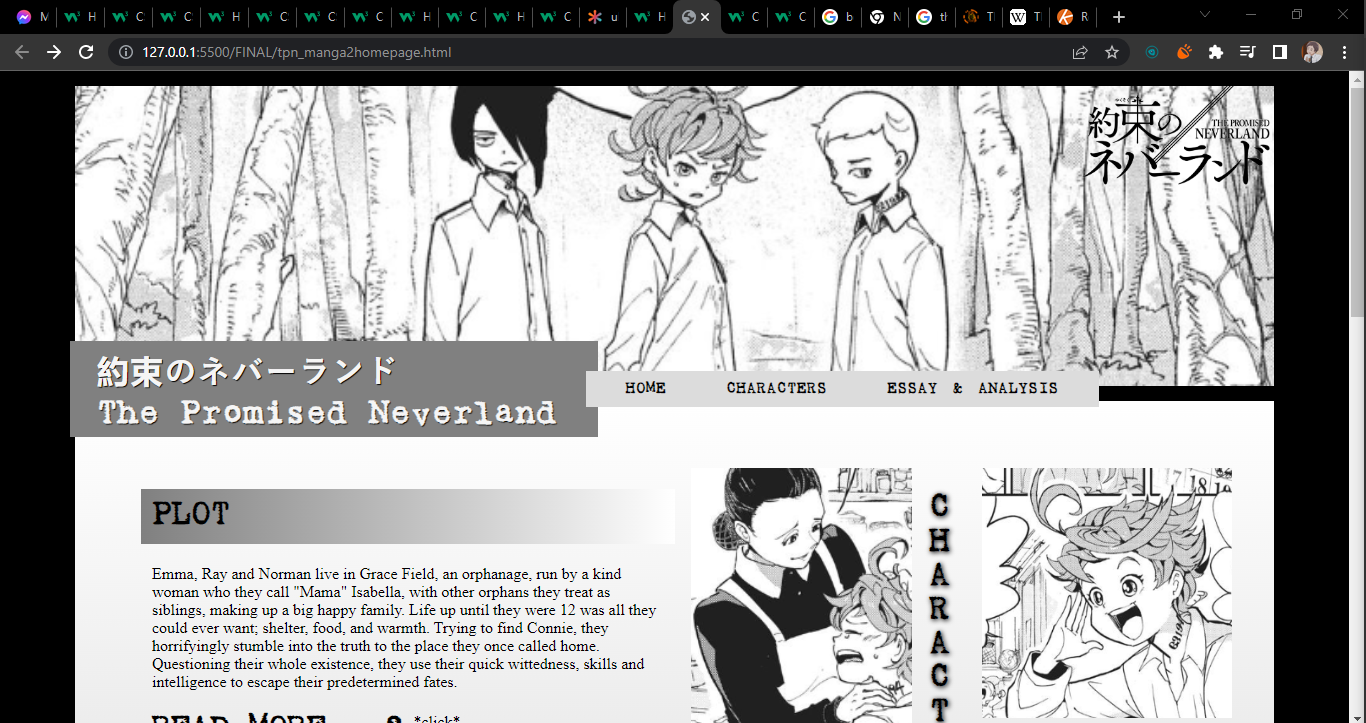 M
H
C
C
H
C
C
C
H
C
H
C
u
H
C
C
b
N
th
T
T
R
127.0.0.1:5500/FINAL/tpn_manga2homepage.html
約束の
ネバーランド
THE PROMISED
NEVERLAND
約束のネバーランド
The Promised Neverland
HOME CHARACTERS ESSAY & ANALYSIS
PLOT
Emma, Ray and Norman live in Grace Field, an orphanage, run by a kind
woman who they call "Mama" Isabella, with other orphans they treat as
siblings, making up a big happy family. Life up until they were 12 was all they
could ever want; shelter, food, and warmth. Trying to find Connie, they
horrifyingly stumble into the truth to the place they once called home.
Questioning their whole existence, they use their quick wittedness, skills and
intelligence to escape their predetermined fates.
READ MORE *click*
C
H
A
R
A
C
T
17 18 19